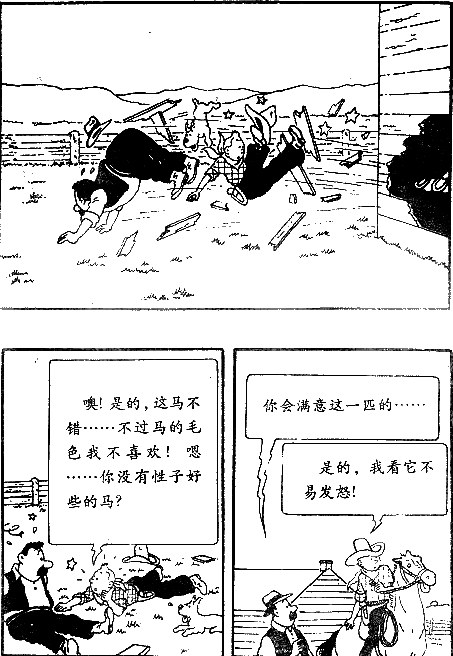 噢!是的,这马不
错……不过马的毛
色我不喜欢! 嗯
……你没有性子好
些的马?
你会满意这一匹的……
是的,我看它不
易发怒!